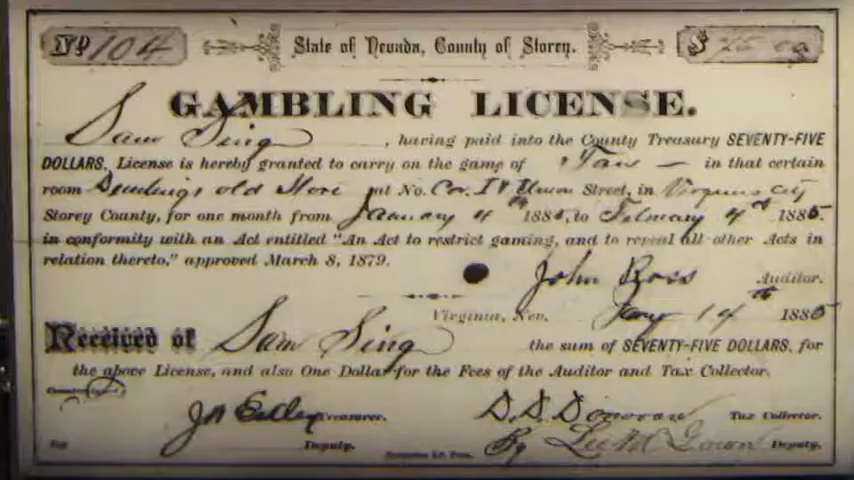 No 104 State of Nevada, County of Storey. $ 75 00
GAMBLING LICENSE.
Sam Sing, having paid into the County Treasury SEVENTY-FIVE
DOLLARS, License is hereby granted to carry on the game of Tan — in that certain
room old Store at No. Cor. I & Union Street, in Virginia City
Storey County, for one month from January 4th 1885, to February 4th 1885.
in conformity with an Act entitled "An Act to restrict gaming, and to repeal all other Acts in
relation thereto," approved March 8, 1879.
John Ross Auditor.
Virginia, Nev. Jany 14th 1885
Received of Sam Sing the sum of SEVENTY-FIVE DOLLARS, for
the above License, and also One Dollar for the Fees of the Auditor and Tax Collector.
Treasurer. D. D. Donovan Tax Collector.
Deputy. By Deputy.